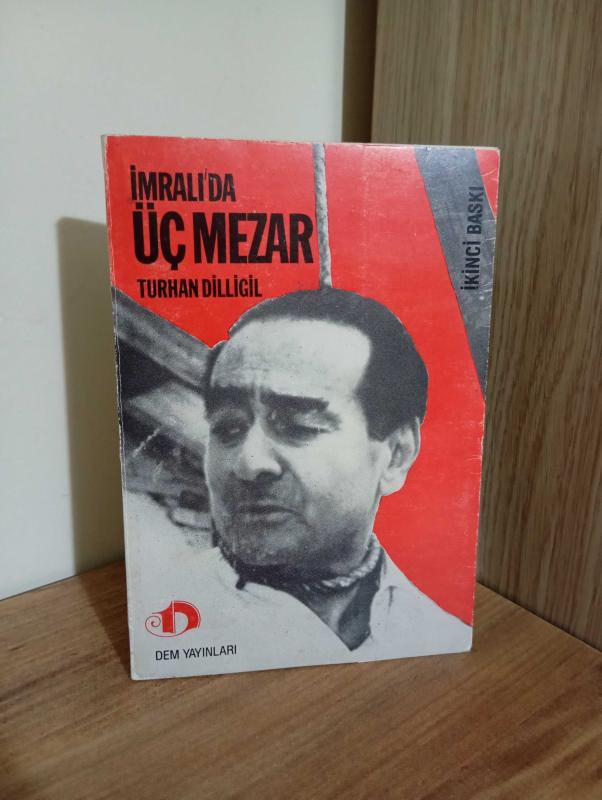 İMRALI'DA
ÜÇ MEZAR
TURHAN DİLLİGİL
İKİNCİ BASKI
D
DEM YAYINLARI